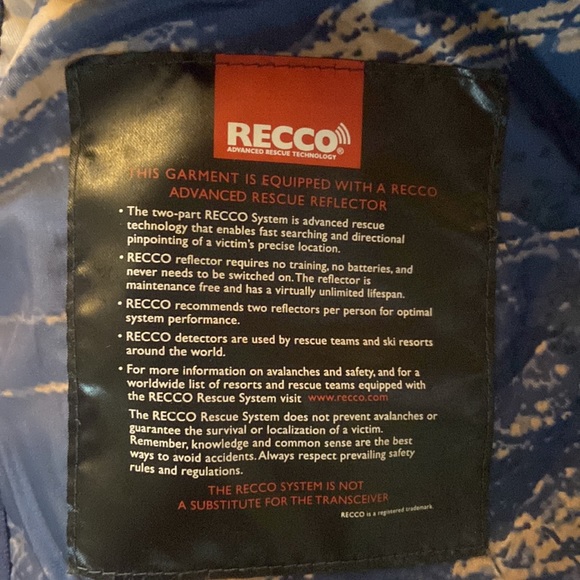 RECCO®
ADVANCED RESCUE TECHNOLOGY
THIS GARMENT IS EQUIPPED WITH A RECCO
ADVANCED RESCUE REFLECTOR
• The two-part RECCO System is advanced rescue
technology that enables fast searching and directional
pinpointing of a victim's precise location.
• RECCO reflector requires no training, no batteries, and
never needs to be switched on. The reflector is
maintenance free and has a virtually unlimited lifespan.
• RECCO recommends two reflectors per person for optimal
system performance.
• RECCO detectors are used by rescue teams and ski resorts
around the world.
• For more information on avalanches and safety, and for a
worldwide list of resorts and rescue teams equipped with
the RECCO Rescue System visit www.recco.com
The RECCO Rescue System does not prevent avalanches or
guarantee the survival or localization of a victim.
Remember, knowledge and common sense are the best
ways to avoid accidents. Always respect prevailing safety
rules and regulations.
THE RECCO SYSTEM IS NOT
A SUBSTITUTE FOR THE TRANSCEIVER
RECCO is a registered trademark.